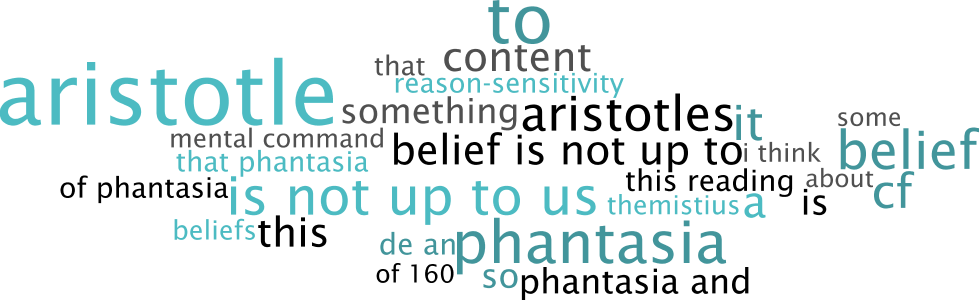 to
that content
reason-sensitivity
aristotle something aristotles it some
mental command belief is not up to i think belief
that phantasia
of phantasia is not up to us this reading about cf
themistius a is
beliefs this
de an phantasia
of 160 so phantasia and